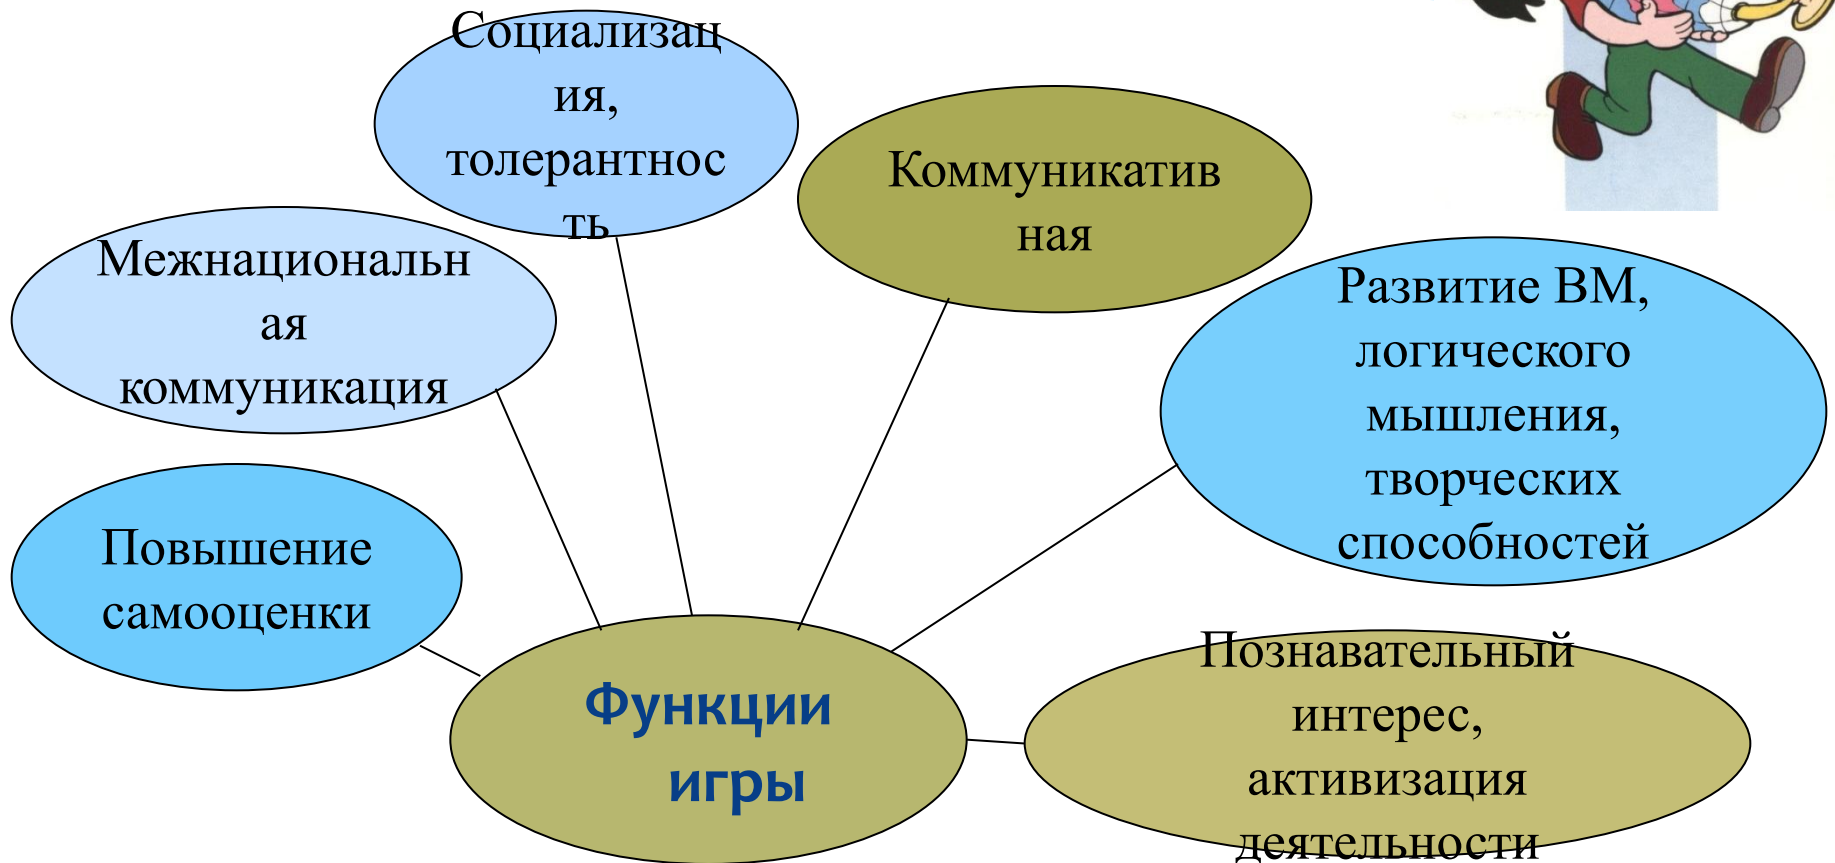 Социализац
ия,
толерантнос
ть
Коммуникатив
ная
Межнациональн
ая
коммуникация
Развитие ВМ,
логического
мышления,
творческих
способностей
Повышение
самооценки
Функции
игры
Познавательный
интерес,
активизация
деятельности